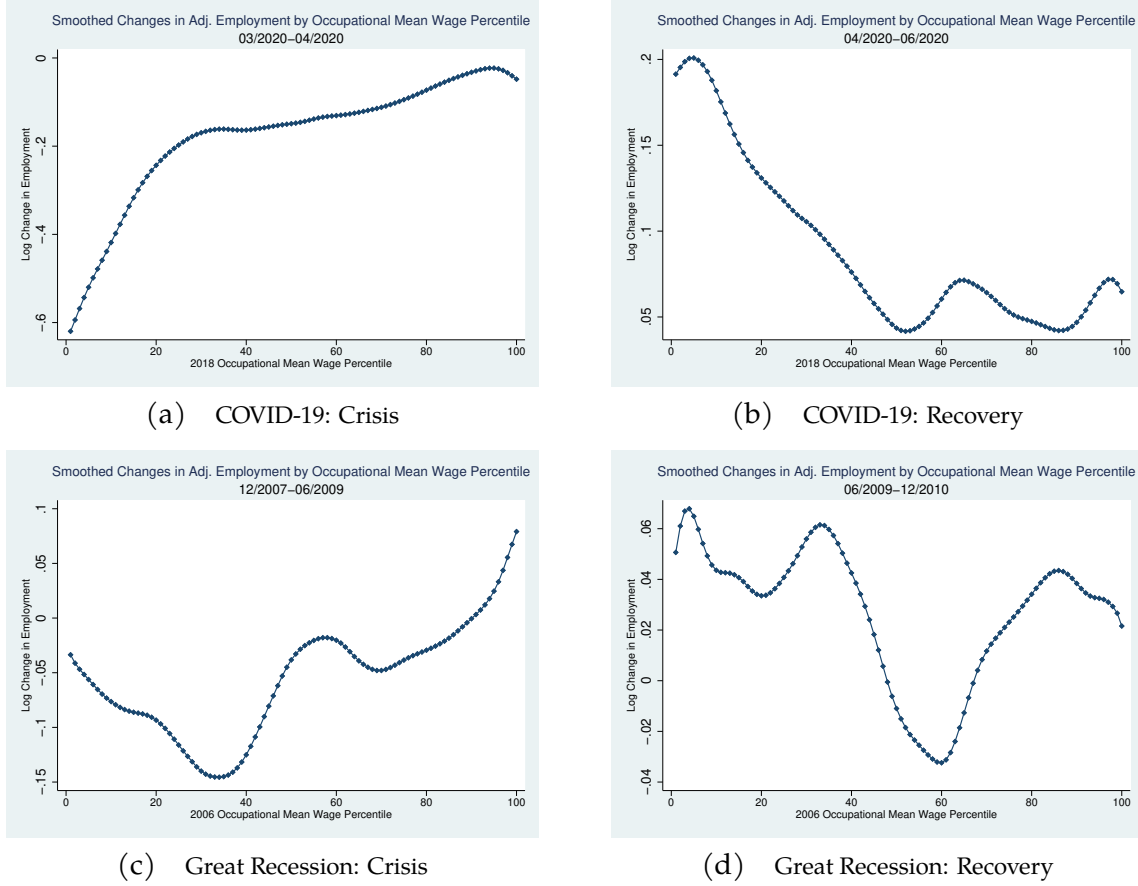 Smoothed Changes in Adj. Employment by Occupational Mean Wage Percentile
03/2020–04/2020
Log Change in Employment
0
−.2
−.4
−.6
0 20 40 60 80 100
2018 Occupational Mean Wage Percentile
(a) COVID-19: Crisis
Smoothed Changes in Adj. Employment by Occupational Mean Wage Percentile
04/2020–06/2020
Log Change in Employment
.2
.15
.1
.05
0 20 40 60 80 100
2018 Occupational Mean Wage Percentile
(b) COVID-19: Recovery
Smoothed Changes in Adj. Employment by Occupational Mean Wage Percentile
12/2007–06/2009
Log Change in Employment
.1
.05
0
−.05
−.1
−.15
0 20 40 60 80 100
2006 Occupational Mean Wage Percentile
(c) Great Recession: Crisis
Smoothed Changes in Adj. Employment by Occupational Mean Wage Percentile
06/2009–12/2010
Log Change in Employment
.06
.04
.02
0
−.02
−.04
0 20 40 60 80 100
2006 Occupational Mean Wage Percentile
(d) Great Recession: Recovery